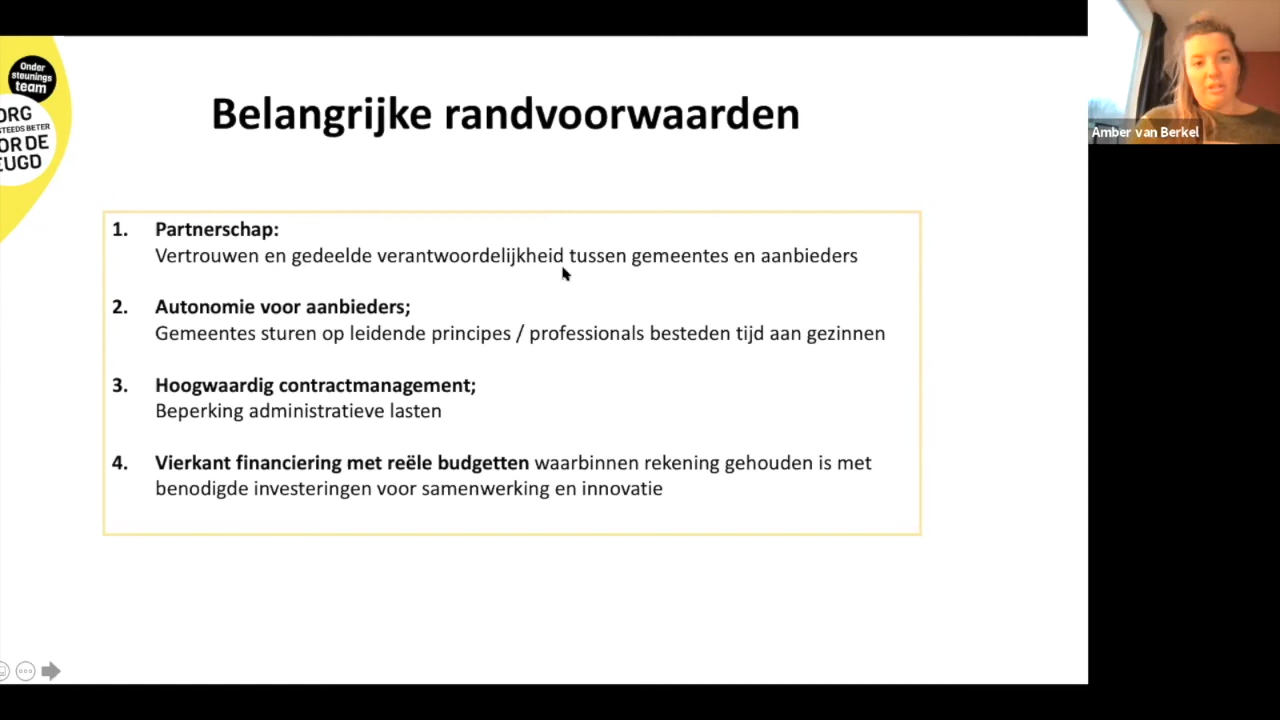 Onder
steunings
team
ORG
STEEDS BETER
OR DE
EUGD
Belangrijke randvoorwaarden
1. Partnerschap:
Vertrouwen en gedeelde verantwoordelijkheid tussen gemeentes en aanbieders
2. Autonomie voor aanbieders;
Gemeentes sturen op leidende principes / professionals besteden tijd aan gezinnen
3. Hoogwaardig contractmanagement;
Beperking administratieve lasten
4. Vierkant financiering met reële budgetten waarbinnen rekening gehouden is met
benodigde investeringen voor samenwerking en innovatie
Amber van Berkel